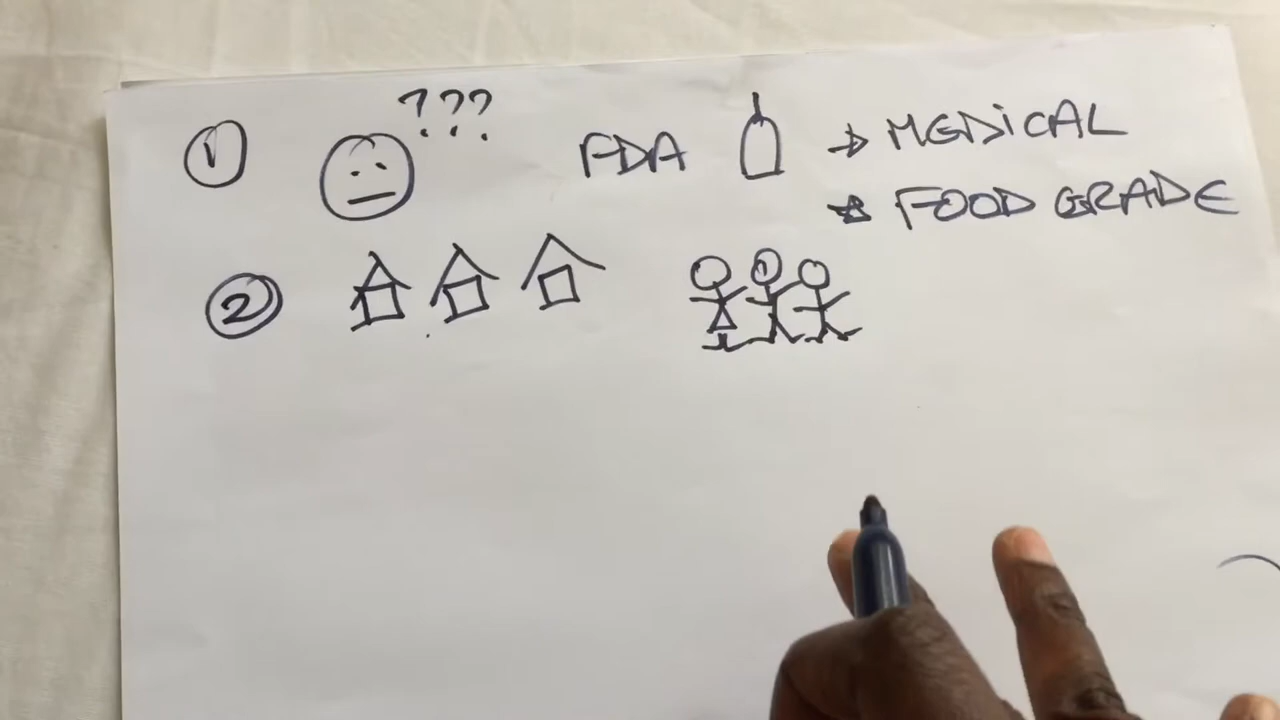 1 ??? FDA → MEDICAL
→ FOOD GRADE
2